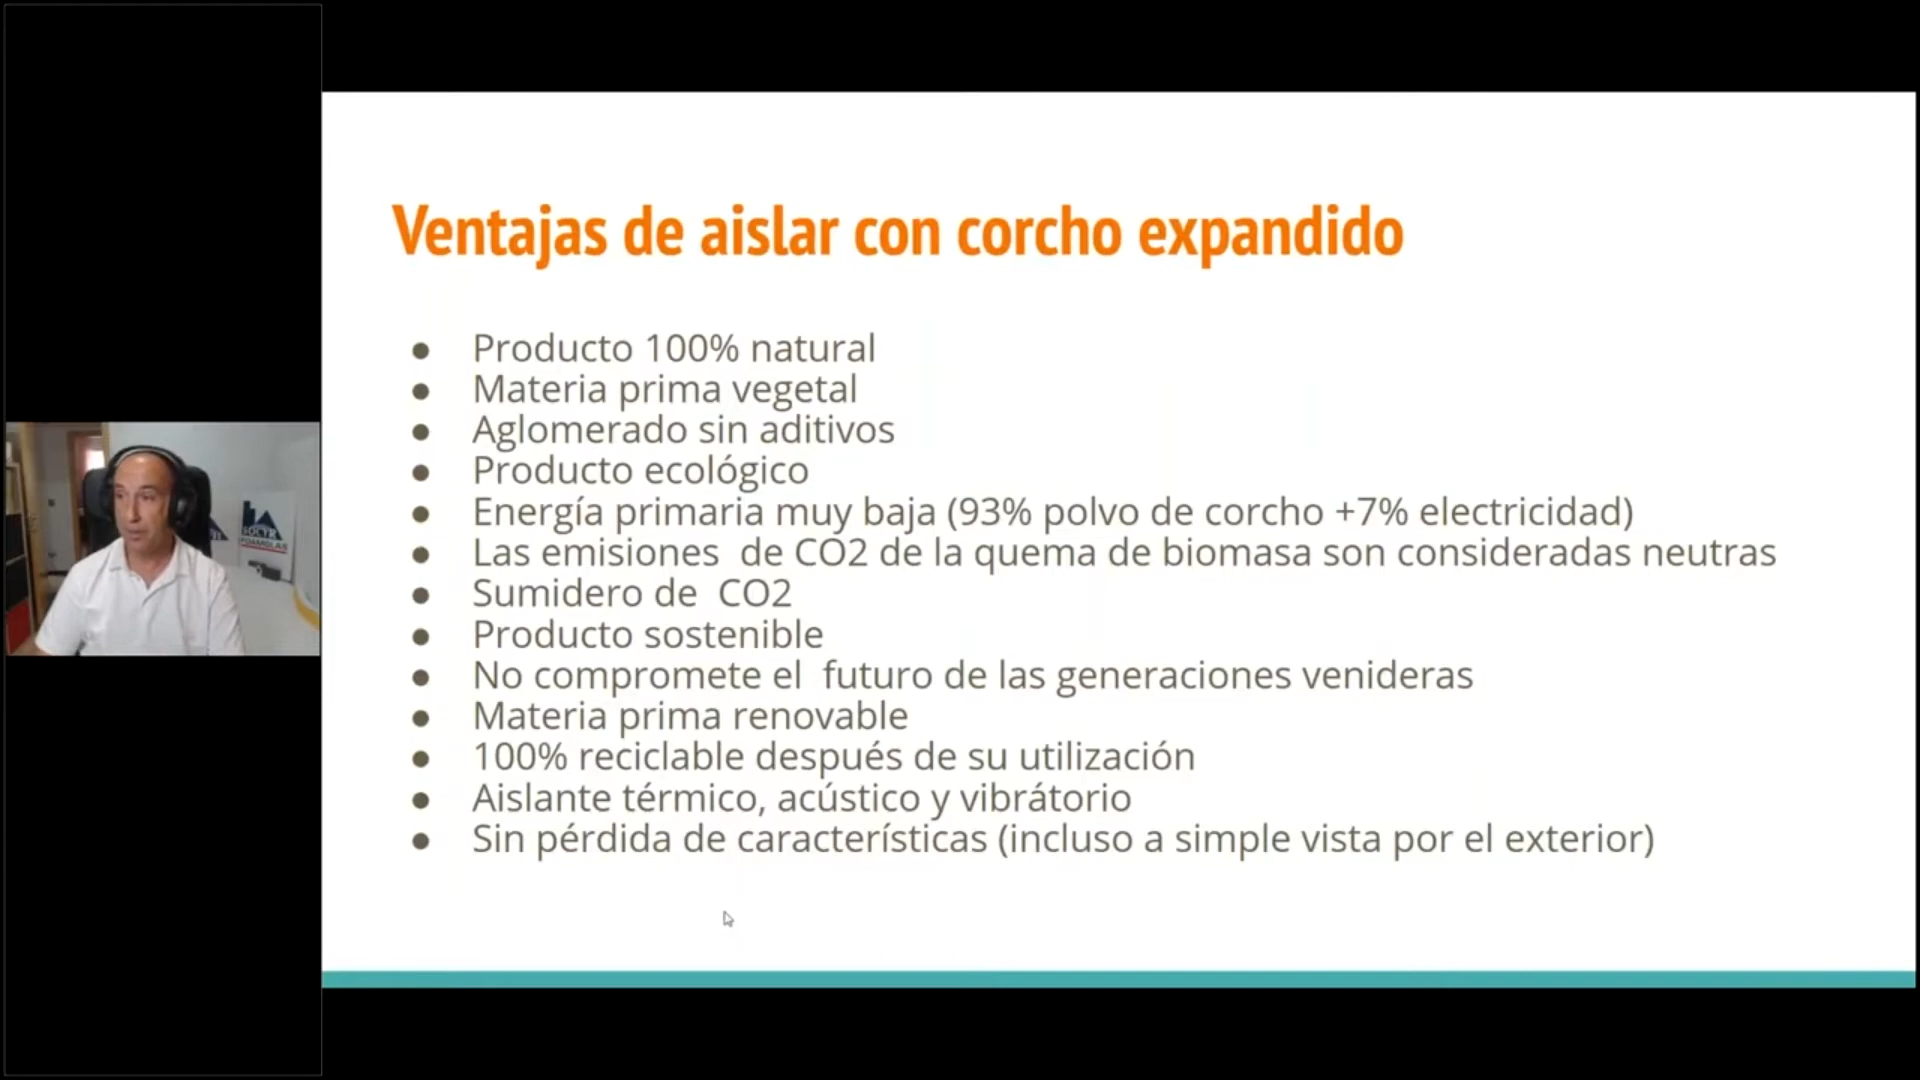 Ventajas de aislar con corcho expandido
● Producto 100% natural
● Materia prima vegetal
● Aglomerado sin aditivos
● Producto ecológico
● Energía primaria muy baja (93% polvo de corcho +7% electricidad)
● Las emisiones  de CO2 de la quema de biomasa son consideradas neutras
● Sumidero de  CO2
● Producto sostenible
● No compromete el  futuro de las generaciones venideras
● Materia prima renovable
● 100% reciclable después de su utilización
● Aislante térmico, acústico y vibrátorio
● Sin pérdida de características (incluso a simple vista por el exterior)
FOAMGLAS